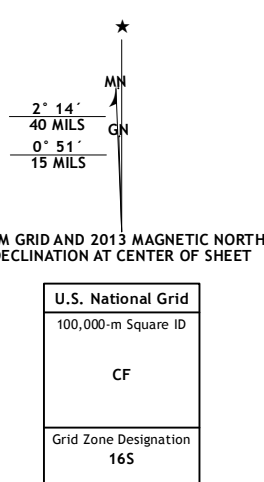 ★
MN
2° 14´
40 MILS
GN
0° 51´
15 MILS
M GRID AND 2013 MAGNETIC NORTH
DECLINATION AT CENTER OF SHEET
U.S. National Grid
100,000-m Square ID
CF
Grid Zone Designation
16S